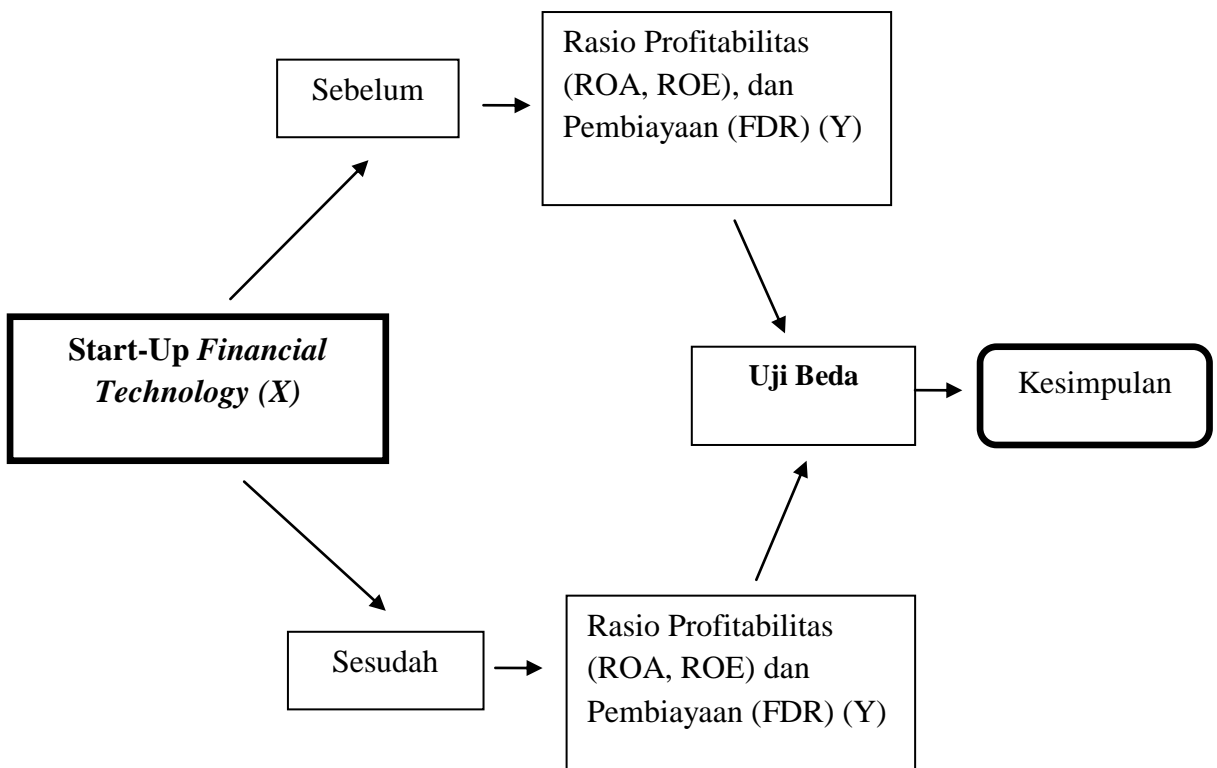 Sebelum
Rasio Profitabilitas
(ROA, ROE), dan
Pembiayaan (FDR) (Y)
Start-Up Financial
Technology (X)
Uji Beda
Kesimpulan
Sesudah
Rasio Profitabilitas
(ROA, ROE) dan
Pembiayaan (FDR) (Y)